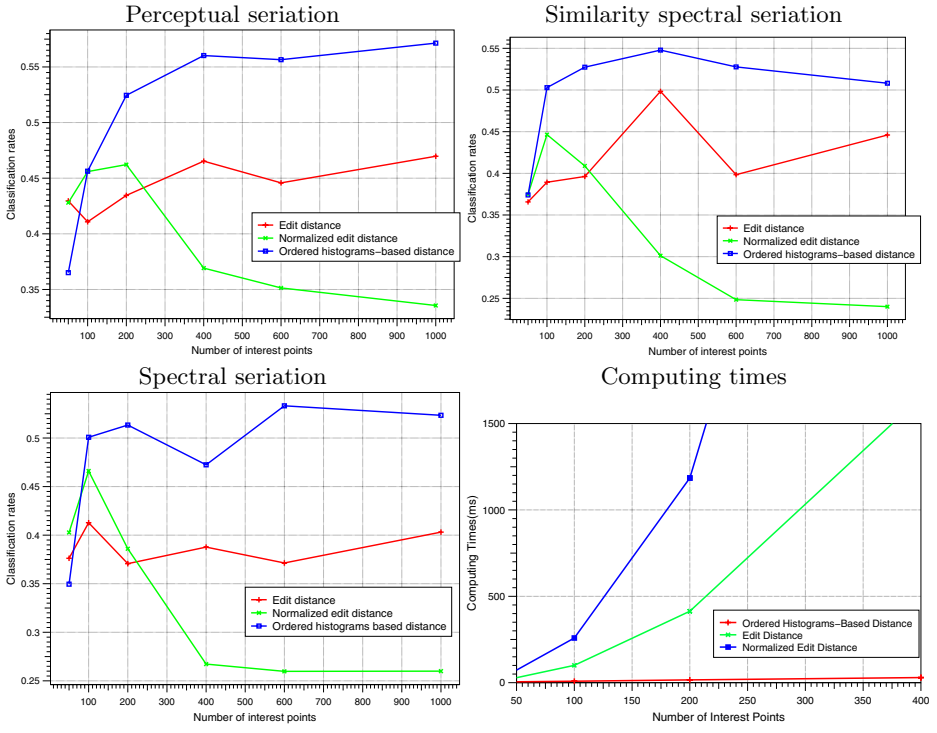 Perceptual seriation
Classification rates
0.55
0.5
0.45
0.4
0.35
Edit distance
Normalized edit distance
Ordered histograms-based distance
100 200 300 400 500 600 700 800 900 1000
Number of interest points
Similarity spectral seriation
Classification rates
0.55
0.5
0.45
0.4
0.35
0.3
0.25
Edit distance
Normalized edit distance
Ordered histograms-based distance
100 200 300 400 500 600 700 800 900 1000
Number of interest points
Spectral seriation
Classification rates
0.5
0.45
0.4
0.35
0.3
0.25
Edit distance
Normalized edit distance
Ordered histograms based distance
100 200 300 400 500 600 700 800 900 1000
Number of interest points
Computing times
Computing Times(ms)
1500
1000
500
0
Ordered Histograms-Based Distance
Edit Distance
Normalized Edit Distance
50 100 150 200 250 300 350 400
Number of Interest Points